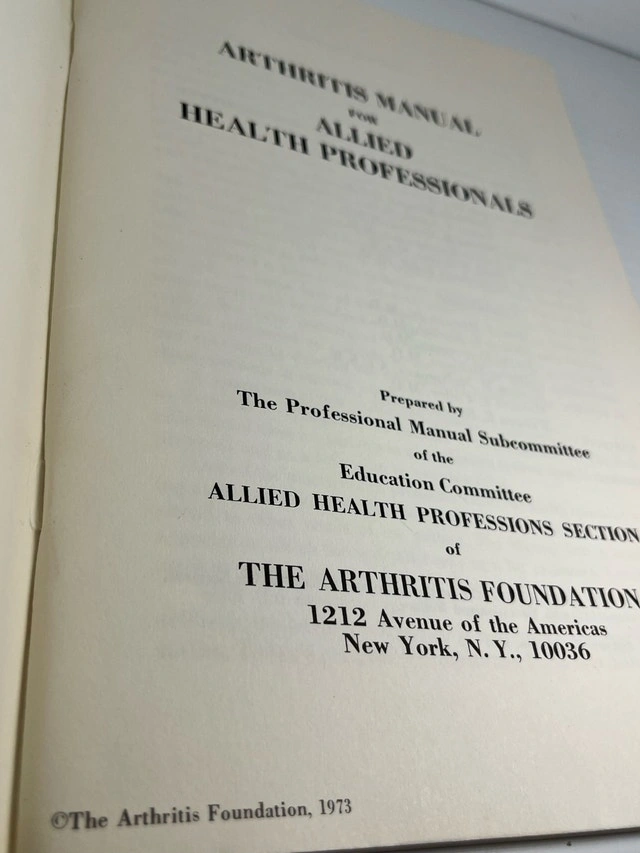 ARTHRITIS MANUAL
FOR
ALLIED
HEALTH PROFESSIONALS
Prepared by
The Professional Manual Subcommittee
of the
Education Committee
ALLIED HEALTH PROFESSIONS SECTION
of
THE ARTHRITIS FOUNDATION
1212 Avenue of the Americas
New York, N.Y., 10036
©The Arthritis Foundation, 1973